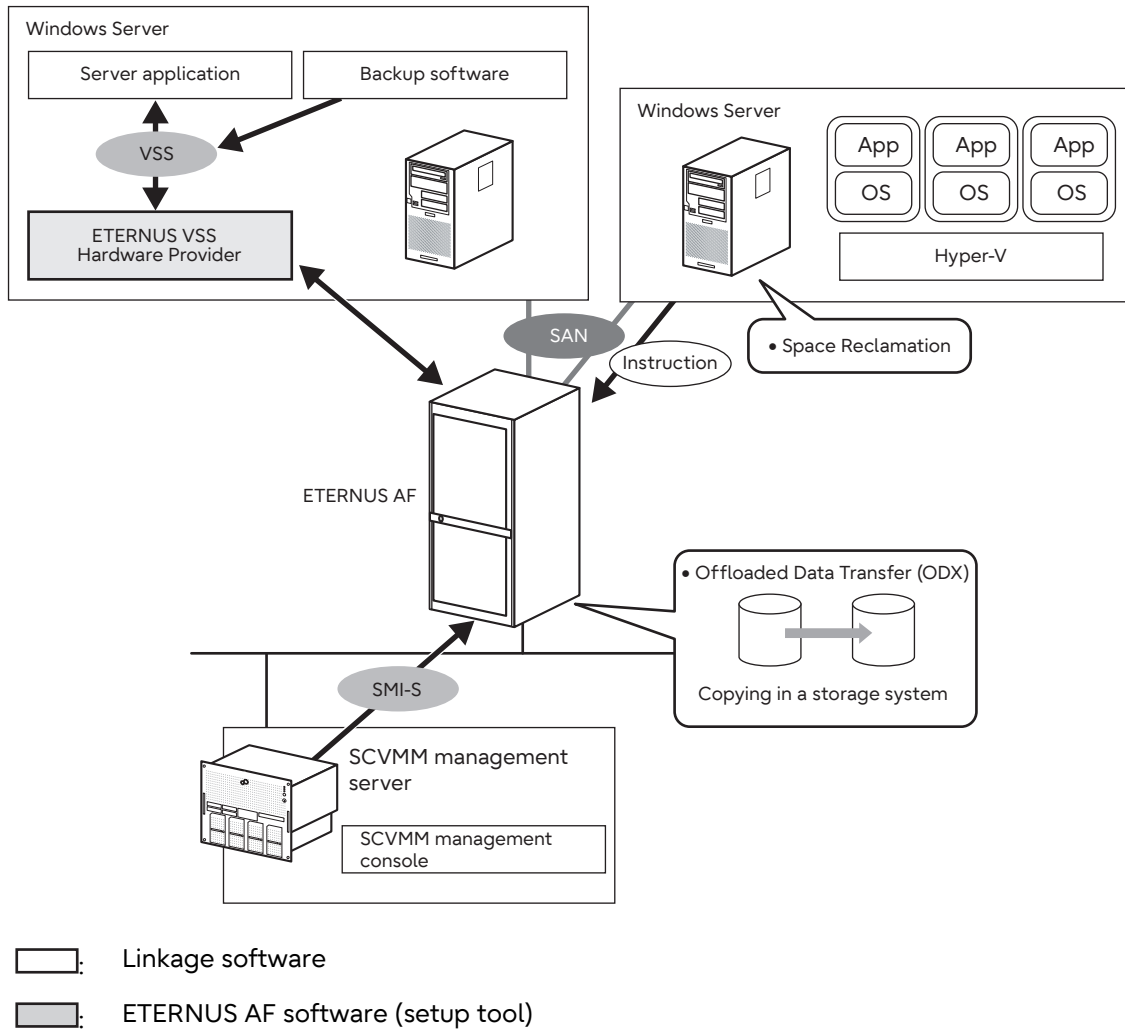 Windows Server
Server application
Backup software
VSS
ETERNUS VSS
Hardware Provider
Windows Server
App
App
App
OS
OS
OS
Hyper-V
SAN
Instruction
• Space Reclamation
ETERNUS AF
• Offloaded Data Transfer (ODX)
Copying in a storage system
SMI-S
SCVMM management
server
SCVMM management
console
: Linkage software
: ETERNUS AF software (setup tool)